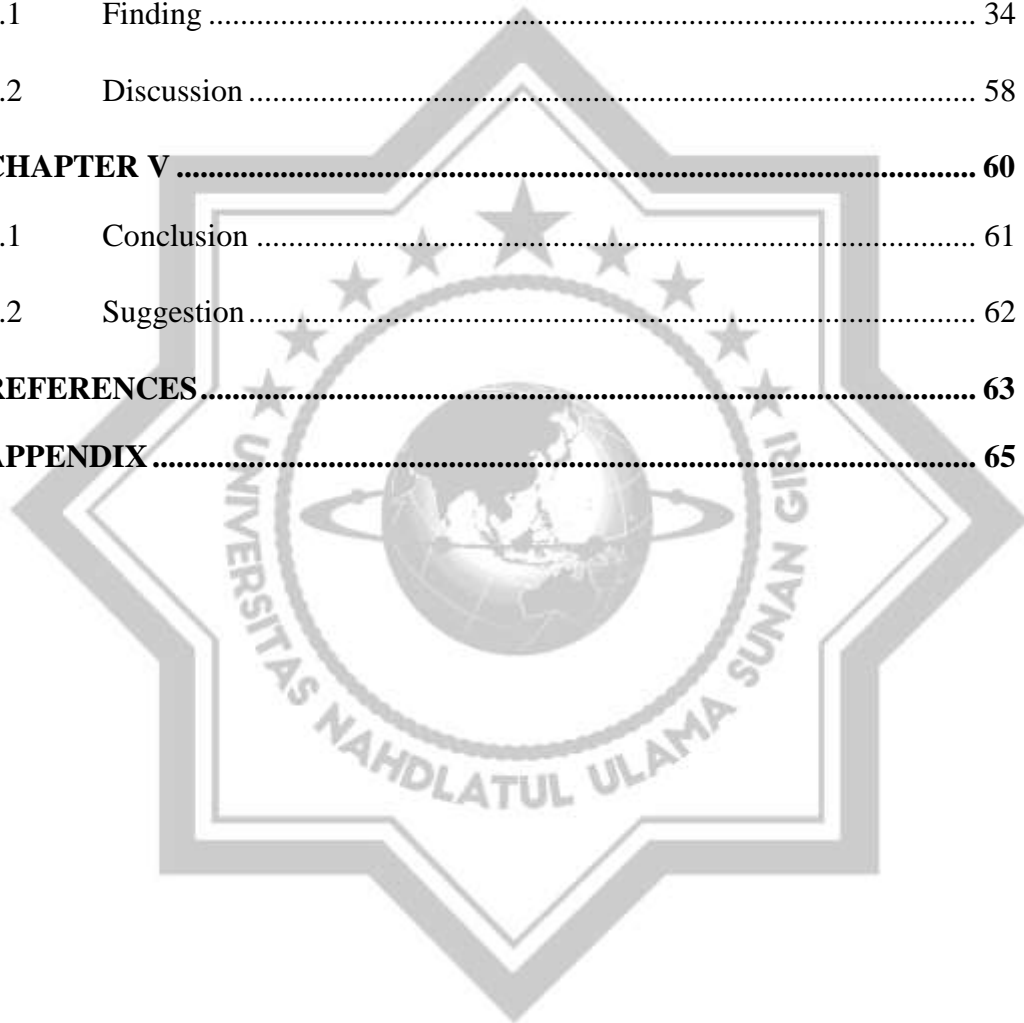 .1 Finding ........................................................................................... 34
.2 Discussion ...................................................................................... 58
CHAPTER V .................................................................................... 60
.1 Conclusion ..................................................................................... 61
.2 Suggestion ...................................................................................... 62
REFERENCES ................................................................................. 63
APPENDIX ...................................................................................... 65
UNIVERSITAS NAHDLATUL ULAMA SUNAN GIRI